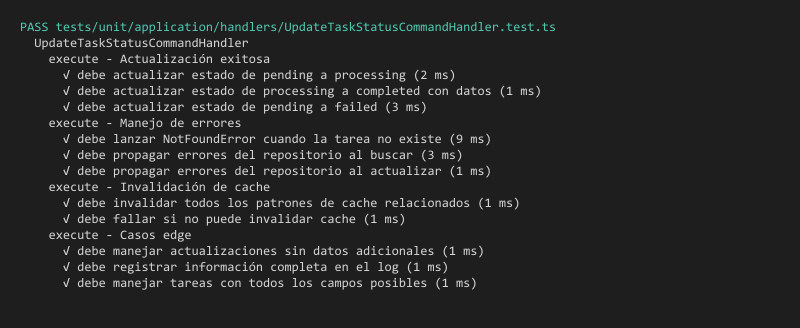 PASS tests/unit/application/handlers/UpdateTaskStatusCommandHandler.test.ts
UpdateTaskStatusCommandHandler
execute - Actualización exitosa
√ debe actualizar estado de pending a processing (2 ms)
√ debe actualizar estado de processing a completed con datos (1 ms)
√ debe actualizar estado de pending a failed (3 ms)
execute - Manejo de errores
√ debe lanzar NotFoundError cuando la tarea no existe (9 ms)
√ debe propagar errores del repositorio al buscar (3 ms)
√ debe propagar errores del repositorio al actualizar (1 ms)
execute - Invalidación de cache
√ debe invalidar todos los patrones de cache relacionados (1 ms)
√ debe fallar si no puede invalidar cache (1 ms)
execute - Casos edge
√ debe manejar actualizaciones sin datos adicionales (1 ms)
√ debe registrar información completa en el log (1 ms)
√ debe manejar tareas con todos los campos posibles (1 ms)